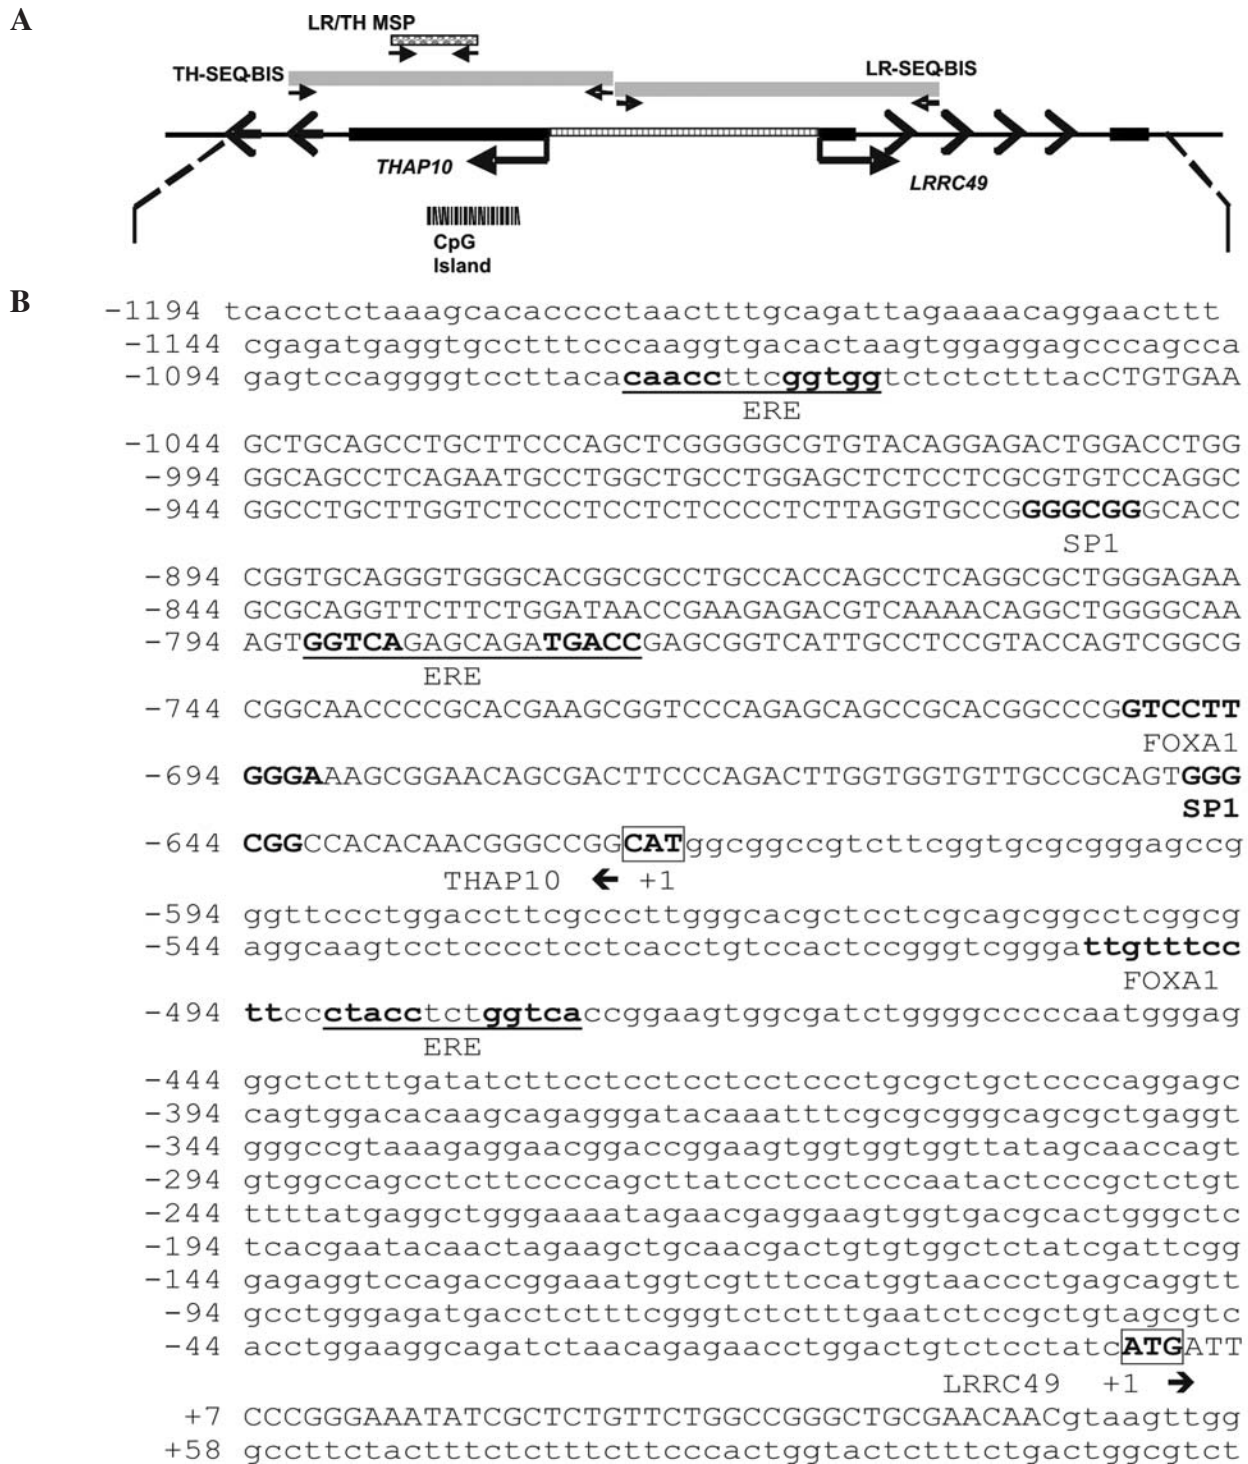 A
LR/TH MSP
TH-SEQ-BIS
LR-SEQ-BIS
THAP10
LRRC49
CpG
Island
B
-1194 tcacctctaaagcacacccctaactttgcagattagaaaacaggaacttt
-1144 cgagatgaggtgcctttcccaaggtgacactaagtggaggagcccagcca
-1094 gagtccaggggtccttacacaaccttcggtggtctctctttacCTGTGAA
ERE
-1044 GCTGCAGCCTGCTTCCCAGCTCGGGGGCGTGTACAGGAGACTGGACCTGG
-994 GGCAGCCTCAGAATGCCTGGCTGCCTGGAGCTCTCCTCGCGTGTCCAGGC
-944 GGCCTGCTTGGTCTCCCTCCTCTCCCCTCTTAGGTGCCGGGGCGGGCACC
SP1
-894 CGGTGCAGGGTGGGCACGGCGCCTGCCACCAGCCTCAGGCGCTGGGAGAA
-844 GCGCAGGTTCTTCTGGATAACCGAAGAGACGTCAAAACAGGCTGGGGCAA
-794 AGTGGTCAGAGCAGATGACCGAGCGGTCATTGCCTCCGTACCAGTCGGCG
ERE
-744 CGGCAACCCCGCACGAAGCGGTCCCAGAGCAGCCGCACGGCCCGGTCCTT
FOXA1
-694 GGGAAAGCGGAACAGCGACTTCCCAGACTTGGTGGTGTTGCCGCAGTGGG
SP1
-644 CGGCCACACAACGGGCCGGCATggcggccgtcttcggtgcgcgggagccg
THAP10 ← +1
-594 ggttccctggaccttcgcccttgggcacgctcctcgcagcggcctcggcg
-544 aggcaagtcctcccctcctcacctgtccactccgggtcgggattgtttcc
FOXA1
-494 ttccctacctctggtcaccggaagtggcgatctggggcccccaatgggag
ERE
-444 ggctctttgatatcttcctcctcctcctccctgcgctgctccccaggagc
-394 cagtggacacaagcagagggatacaaatttcgcgcgggcagcgctgaggt
-344 gggccgtaaagaggaacggaccggaagtggtggtggttatagcaaccagt
-294 gtggccagcctcttccccagcttatcctcctcccaatactcccgctctgt
-244 ttttatgaggctgggaaaatagaacgaggaagtggtgacgcactgggctc
-194 tcacgaatacaactagaagctgcaacgactgtgtggctctatcgattcgg
-144 gagaggtccagaccggaaatggtcgtttccatggtaaccctgagcaggtt
-94 gcctgggagatgacctctttcgggtctctttgaatctccgctgtagcgtc
-44 acctggaaggcagatctaacagagaacctggactgtctcctatcATGATT
LRRC49 +1 →
+7 CCCGGGAAATATCGCTCTGTTCTGGCCGGGCTGCGAACAACgtaagttgg
+58 gccttctactttctctttcttcccactggtactctttctgactggcgtct